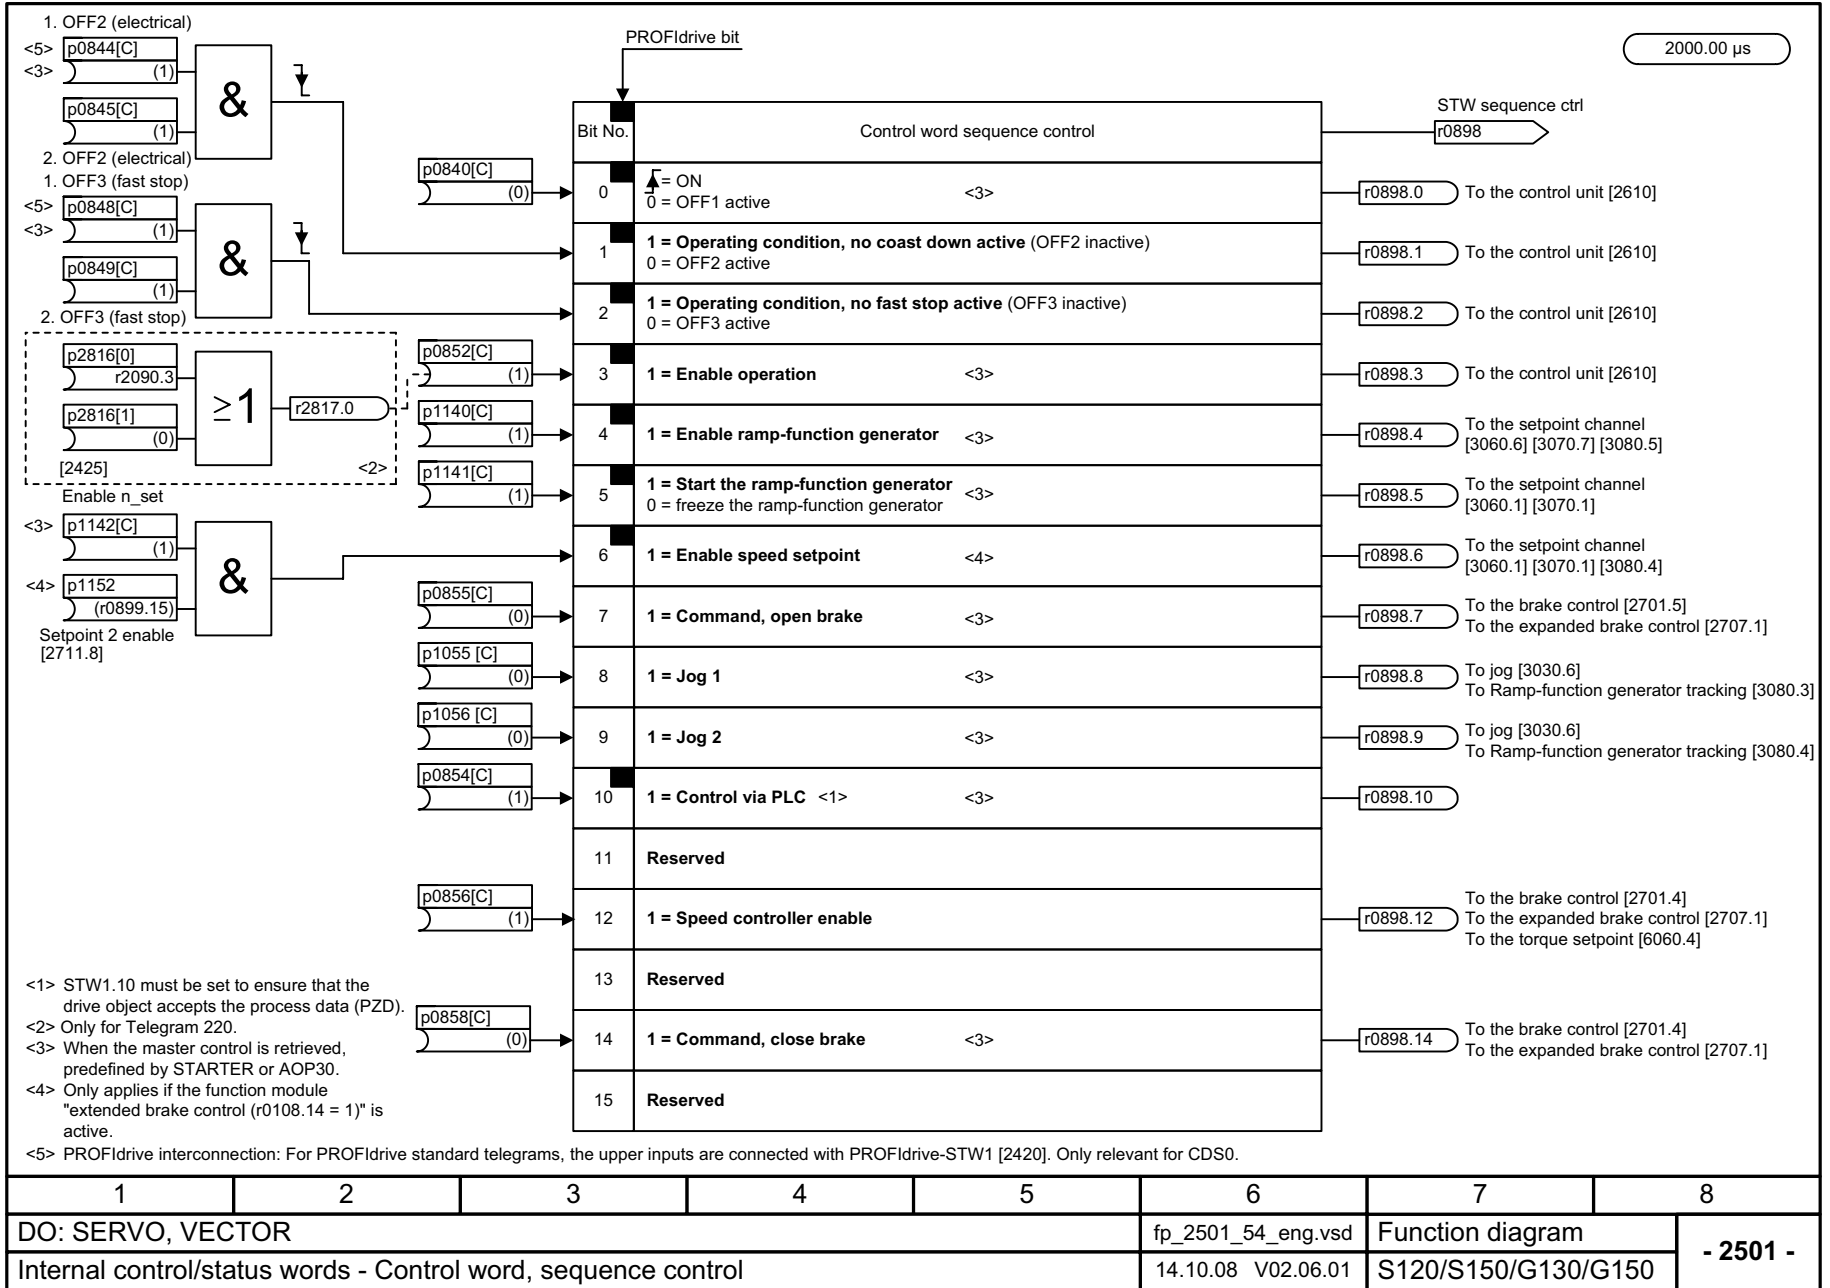 1. OFF2 (electrical)
<5> p0844[C]
<3> (1)
&
p0845[C]
(1)
2. OFF2 (electrical)
1. OFF3 (fast stop)
<5> p0848[C]
<3> (1)
&
p0849[C]
(1)
2. OFF3 (fast stop)
p2816[0]
r2090.3
≥1
r2817.0
p2816[1]
(0)
[2425] <2>
Enable n_set
<3> p1142[C]
(1)
&
<4> p1152
(r0899.15)
Setpoint 2 enable
[2711.8]
PROFIdrive bit
2000.00 µs
Bit No. Control word sequence control
STW sequence ctrl
r0898
p0840[C]
(0) 0 = ON <3>
0 = OFF1 active
r0898.0 To the control unit [2610]
1 1 = Operating condition, no coast down active (OFF2 inactive)
0 = OFF2 active
r0898.1 To the control unit [2610]
2 1 = Operating condition, no fast stop active (OFF3 inactive)
0 = OFF3 active
r0898.2 To the control unit [2610]
p0852[C]
(1) 3 1 = Enable operation <3>
r0898.3 To the control unit [2610]
p1140[C]
(1) 4 1 = Enable ramp-function generator <3>
r0898.4 To the setpoint channel
[3060.6] [3070.7] [3080.5]
p1141[C]
(1) 5 1 = Start the ramp-function generator <3>
0 = freeze the ramp-function generator
r0898.5 To the setpoint channel
[3060.1] [3070.1]
6 1 = Enable speed setpoint <4>
r0898.6 To the setpoint channel
[3060.1] [3070.1] [3080.4]
p0855[C]
(0) 7 1 = Command, open brake <3>
r0898.7 To the brake control [2701.5]
To the expanded brake control [2707.1]
p1055 [C]
(0) 8 1 = Jog 1 <3>
r0898.8 To jog [3030.6]
To Ramp-function generator tracking [3080.3]
p1056 [C]
(0) 9 1 = Jog 2 <3>
r0898.9 To jog [3030.6]
To Ramp-function generator tracking [3080.4]
p0854[C]
(1) 10 1 = Control via PLC <1> <3>
r0898.10
11 Reserved
p0856[C]
(1) 12 1 = Speed controller enable
r0898.12 To the brake control [2701.4]
To the expanded brake control [2707.1]
To the torque setpoint [6060.4]
13 Reserved
p0858[C]
(0) 14 1 = Command, close brake <3>
r0898.14 To the brake control [2701.4]
To the expanded brake control [2707.1]
15 Reserved
<1> STW1.10 must be set to ensure that the
drive object accepts the process data (PZD).
<2> Only for Telegram 220.
<3> When the master control is retrieved,
predefined by STARTER or AOP30.
<4> Only applies if the function module
"extended brake control (r0108.14 = 1)" is
active.
<5> PROFIdrive interconnection: For PROFIdrive standard telegrams, the upper inputs are connected with PROFIdrive-STW1 [2420]. Only relevant for CDS0.
1 2 3 4 5 6 7 8
DO: SERVO, VECTOR fp_2501_54_eng.vsd Function diagram
- 2501 -
Internal control/status words - Control word, sequence control 14.10.08 V02.06.01 S120/S150/G130/G150